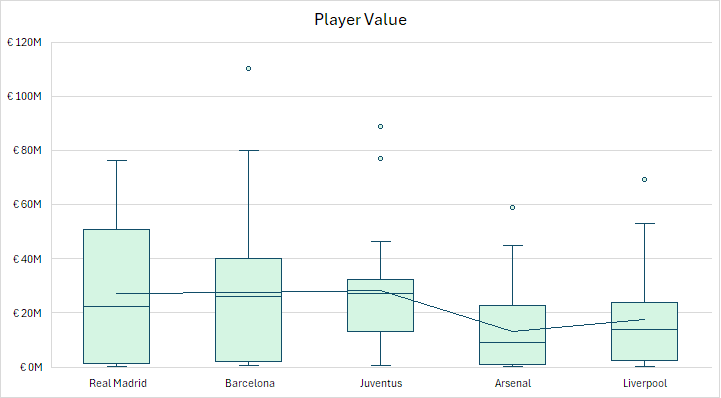 Player Value
€ 120M
€ 100M
€ 80M
€ 60M
€ 40M
€ 20M
€ 0M
Real Madrid
Barcelona
Juventus
Arsenal
Liverpool